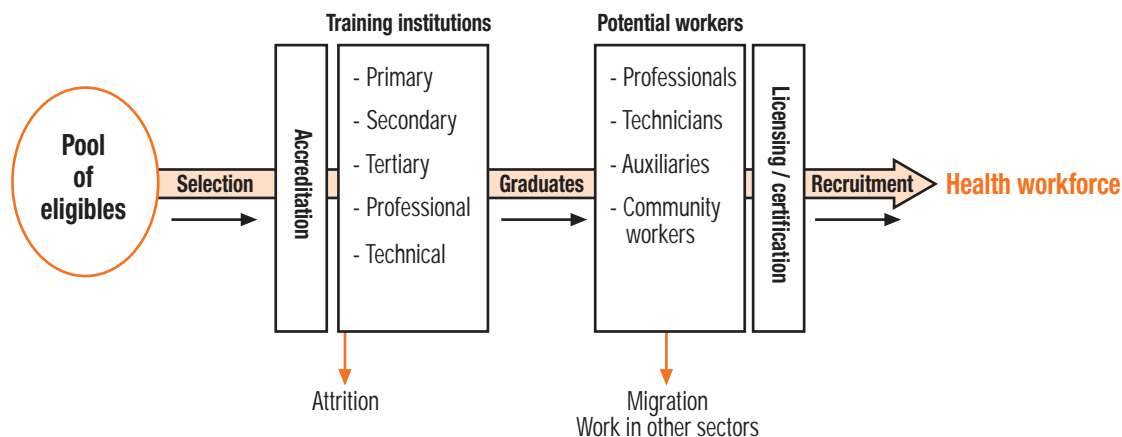 Training institutions
Potential workers
Pool
of
eligibles
Selection
Accreditation
- Primary
- Secondary
- Tertiary
- Professional
- Technical
Graduates
- Professionals
- Technicians
- Auxiliaries
- Community
workers
Licensing / certification
Recruitment
Health workforce
Attrition
Migration
Work in other sectors